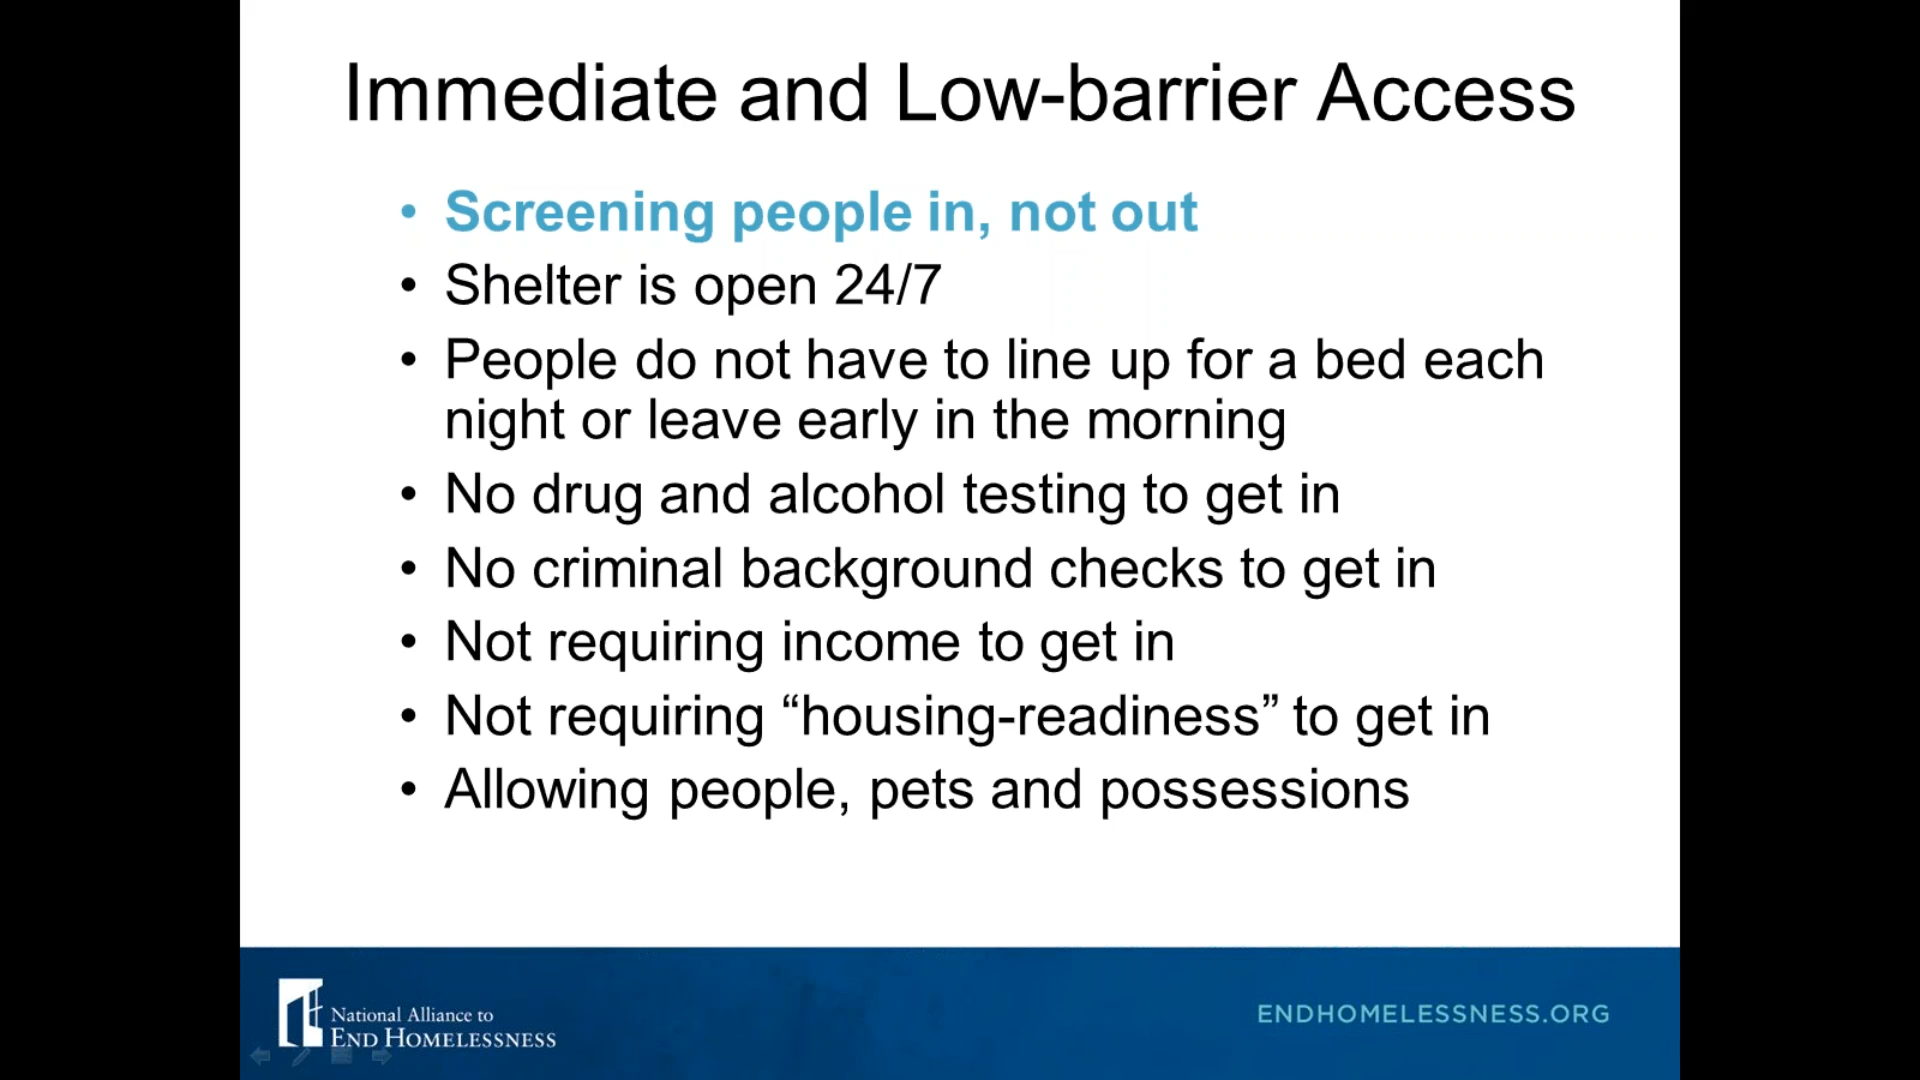 Immediate and Low-barrier Access
• Screening people in, not out
• Shelter is open 24/7
• People do not have to line up for a bed each
night or leave early in the morning
• No drug and alcohol testing to get in
• No criminal background checks to get in
• Not requiring income to get in
• Not requiring “housing-readiness” to get in
• Allowing people, pets and possessions
National Alliance to
END HOMELESSNESS
ENDHOMELESSNESS.ORG